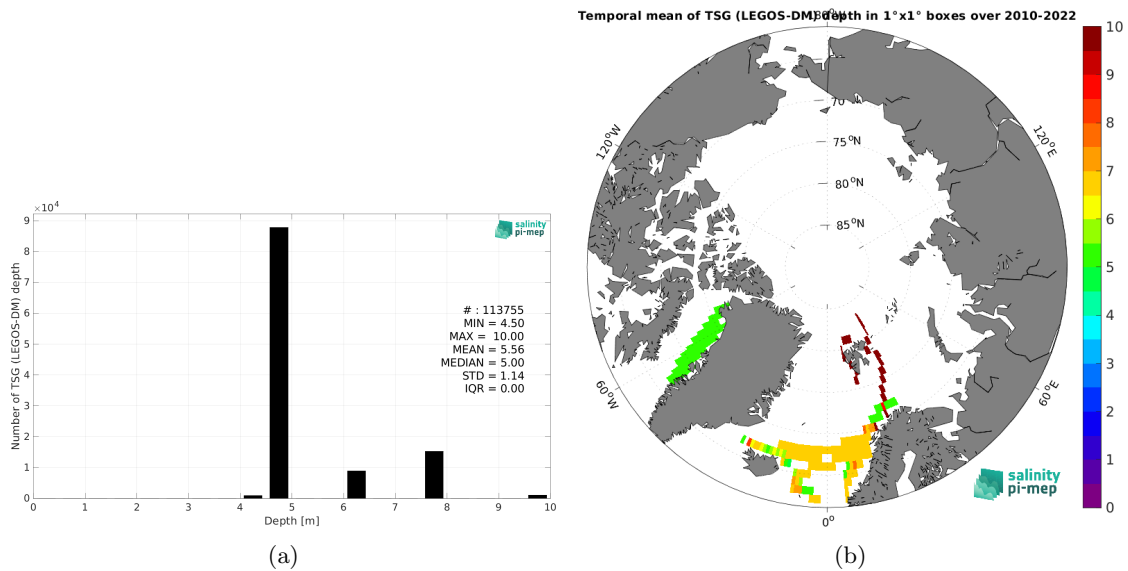 ×10⁴
9
8
7
6
5
4
3
2
1
0
Number of TSG (LEGOS-DM) depth
salinity
pi-mep
# : 113755
MIN = 4.50
MAX = 10.00
MEAN = 5.56
MEDIAN = 5.00
STD = 1.14
IQR = 0.00
0 1 2 3 4 5 6 7 8 9 10
Depth [m]
(a)
Temporal mean of TSG (LEGOS-DM) depth in 1°x1° boxes over 2010-2022
180°W
120°W
120°E
70°N
75°N
80°N
85°N
60°W
60°E
0°
salinity
pi-mep
10
9
8
7
6
5
4
3
2
1
0
(b)